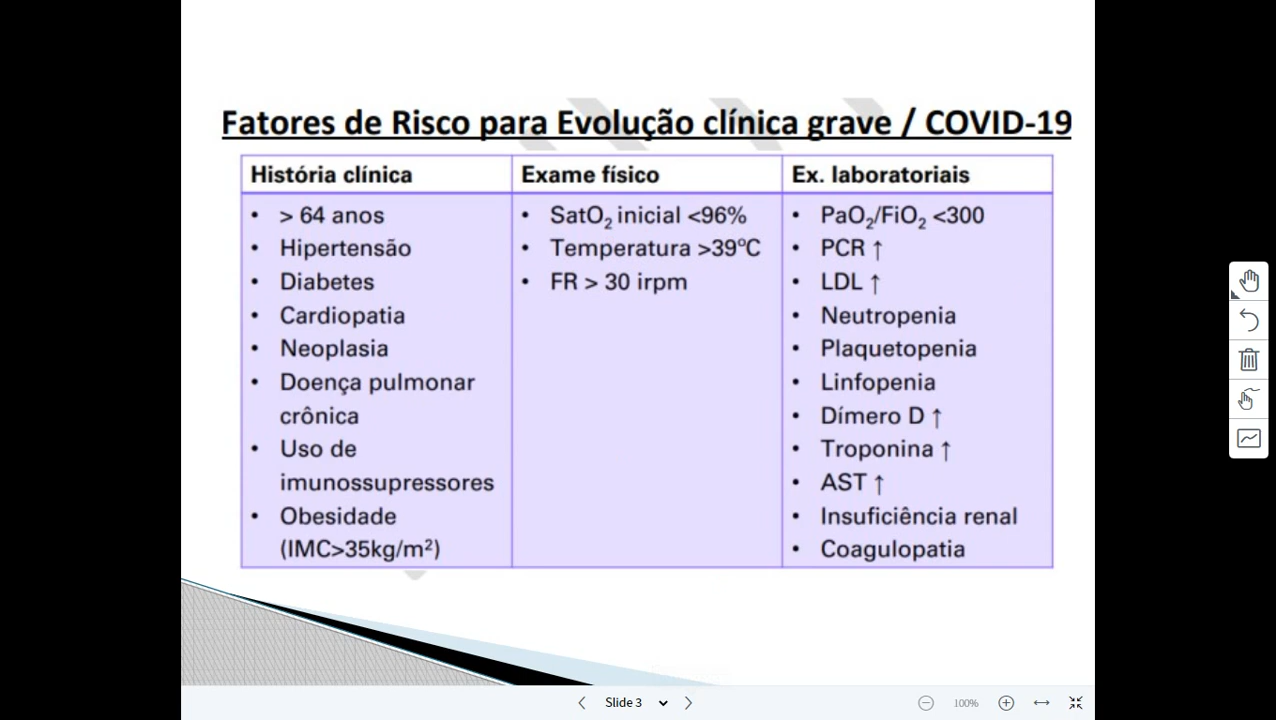 Fatores de Risco para Evolução clínica grave / COVID-19
História clínica
• > 64 anos
• Hipertensão
• Diabetes
• Cardiopatia
• Neoplasia
• Doença pulmonar
crônica
• Uso de
imunossupressores
• Obesidade
(IMC>35kg/m²)
Exame físico
• SatO₂ inicial <96%
• Temperatura >39ºC
• FR > 30 irpm
Ex. laboratoriais
• PaO₂/FiO₂ <300
• PCR ↑
• LDL ↑
• Neutropenia
• Plaquetopenia
• Linfopenia
• Dímero D ↑
• Troponina ↑
• AST ↑
• Insuficiência renal
• Coagulopatia
Slide 3
100%